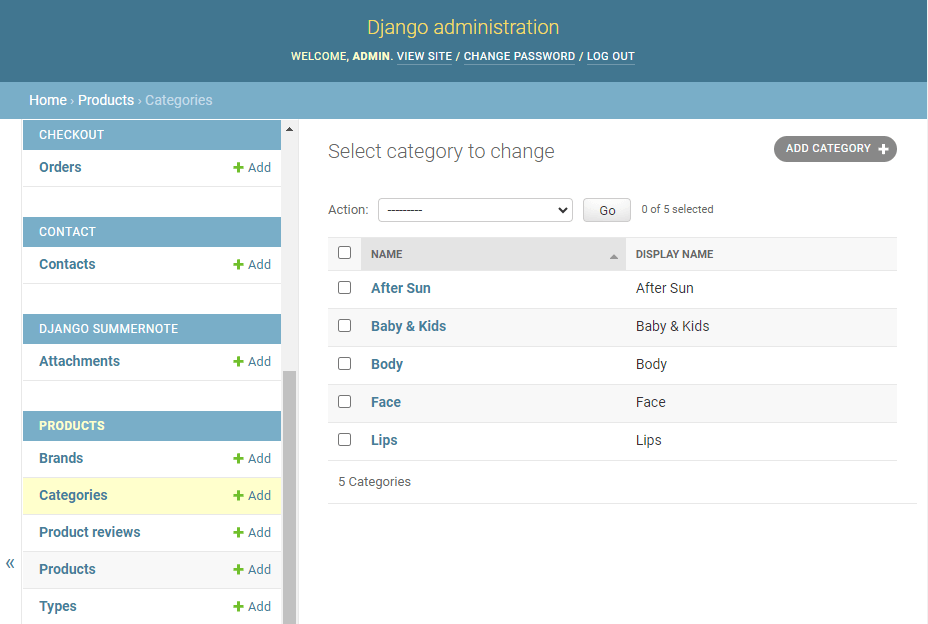 Django administration
WELCOME, ADMIN. VIEW SITE / CHANGE PASSWORD / LOG OUT
Home › Products › Categories
CHECKOUT
Orders + Add
CONTACT
Contacts + Add
DJANGO SUMMERNOTE
Attachments + Add
PRODUCTS
Brands + Add
Categories + Add
Product reviews + Add
Products + Add
Types + Add
«
Select category to change
ADD CATEGORY +
Action: --------- Go 0 of 5 selected
NAME DISPLAY NAME
After Sun After Sun
Baby & Kids Baby & Kids
Body Body
Face Face
Lips Lips
5 Categories